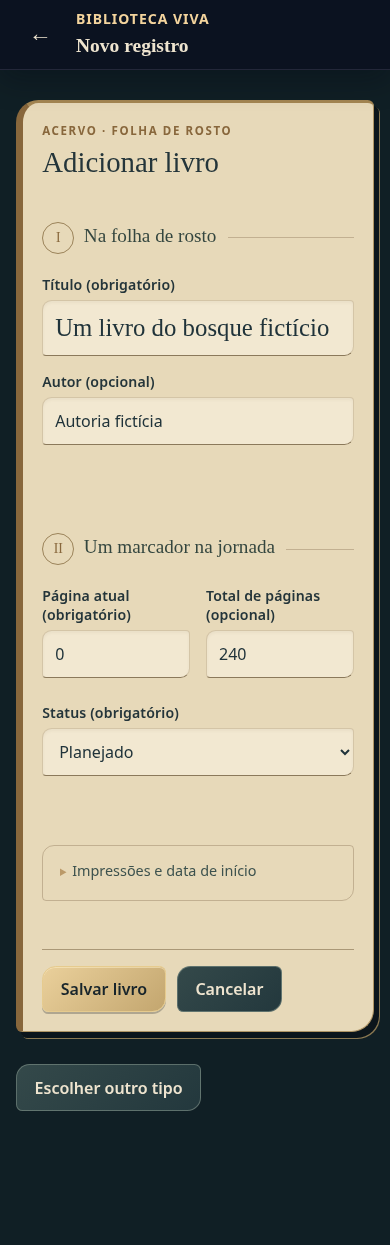 ←
BIBLIOTECA VIVA
Novo registro
ACERVO · FOLHA DE ROSTO
Adicionar livro
I Na folha de rosto
Título (obrigatório)
Um livro do bosque fictício
Autor (opcional)
Autoria fictícia
II Um marcador na jornada
Página atual (obrigatório)
0
Total de páginas (opcional)
240
Status (obrigatório)
Planejado
▸ Impressões e data de início
Salvar livro
Cancelar
Escolher outro tipo